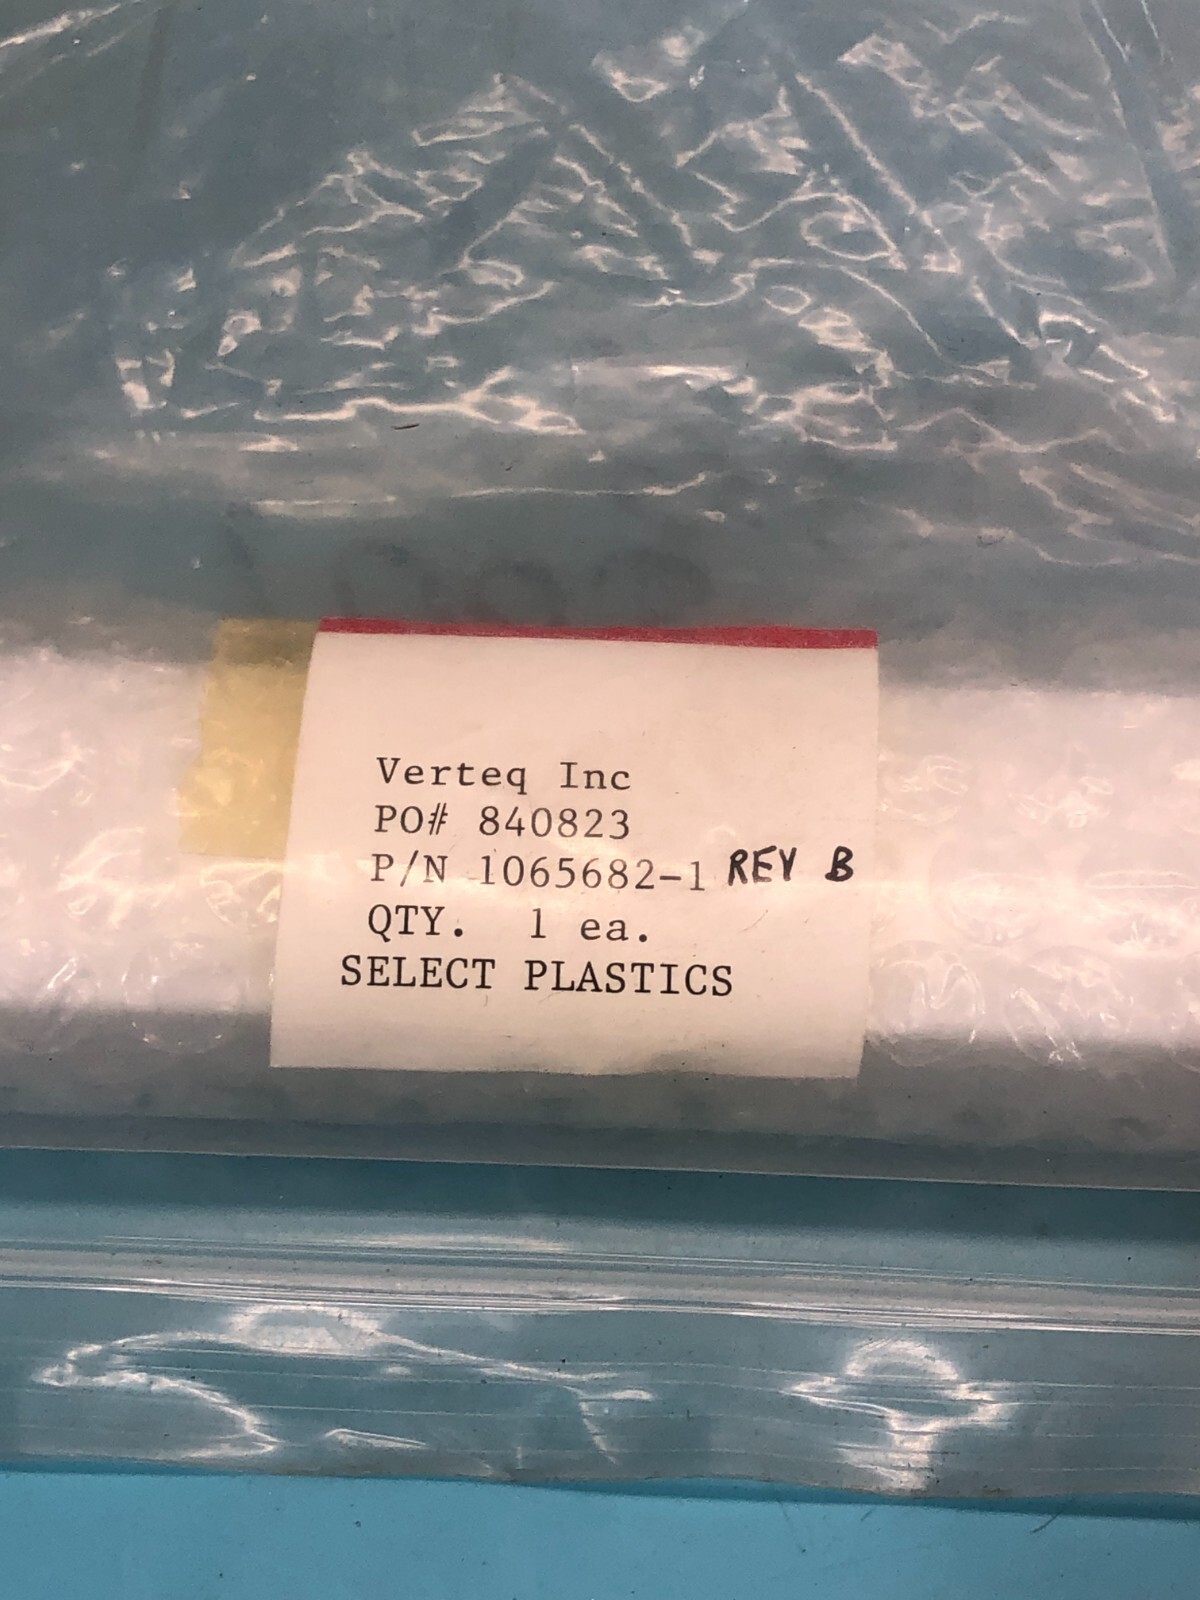 Verteq Inc
PO# 840823
P/N 1065682-1 REV B
QTY. 1 ea.
SELECT PLASTICS